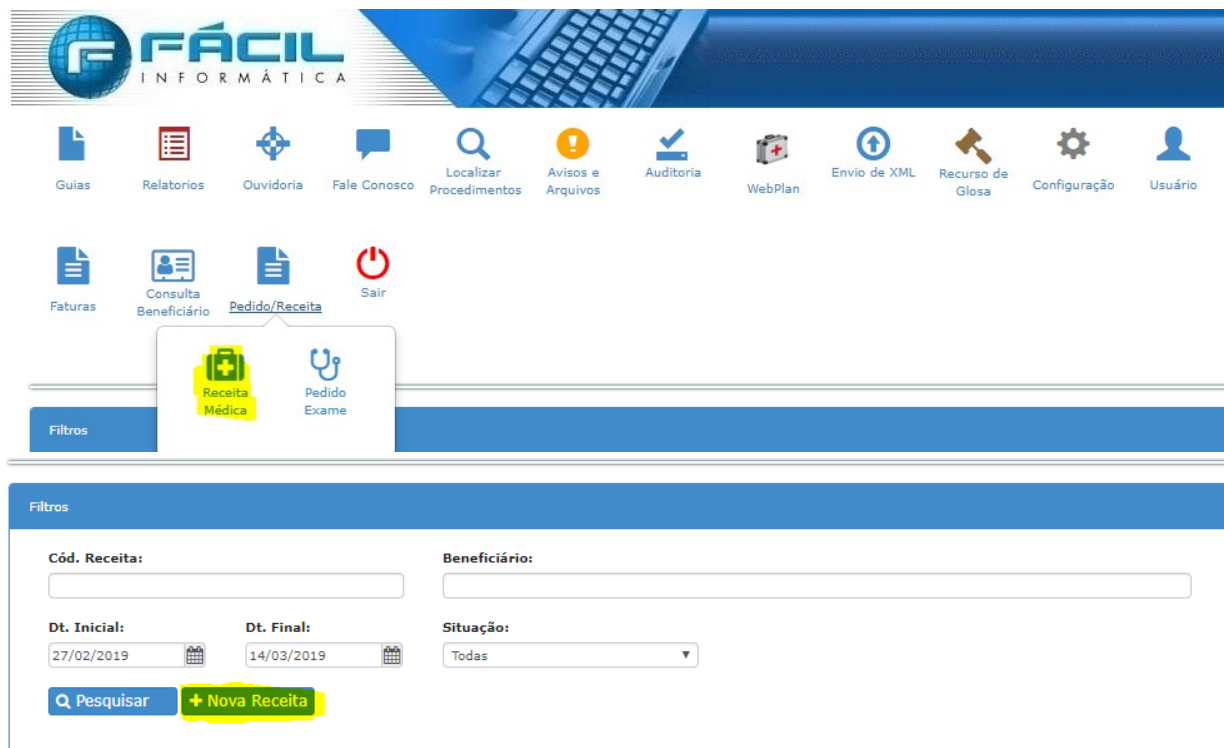 FÁCIL
INFORMÁTICA
Guias
Relatorios
Ouvidoria
Fale Conosco
Localizar
Procedimentos
Avisos e
Arquivos
Auditoria
WebPlan
Envio de XML
Recurso de
Glosa
Configuração
Usuário
Faturas
Consulta
Beneficiário
Pedido/Receita
Sair
Receita
Médica
Pedido
Exame
Filtros
Filtros
Cód. Receita:
Beneficiário:
Dt. Inicial:
Dt. Final:
Situação:
27/02/2019
14/03/2019
Todas
Pesquisar
+ Nova Receita